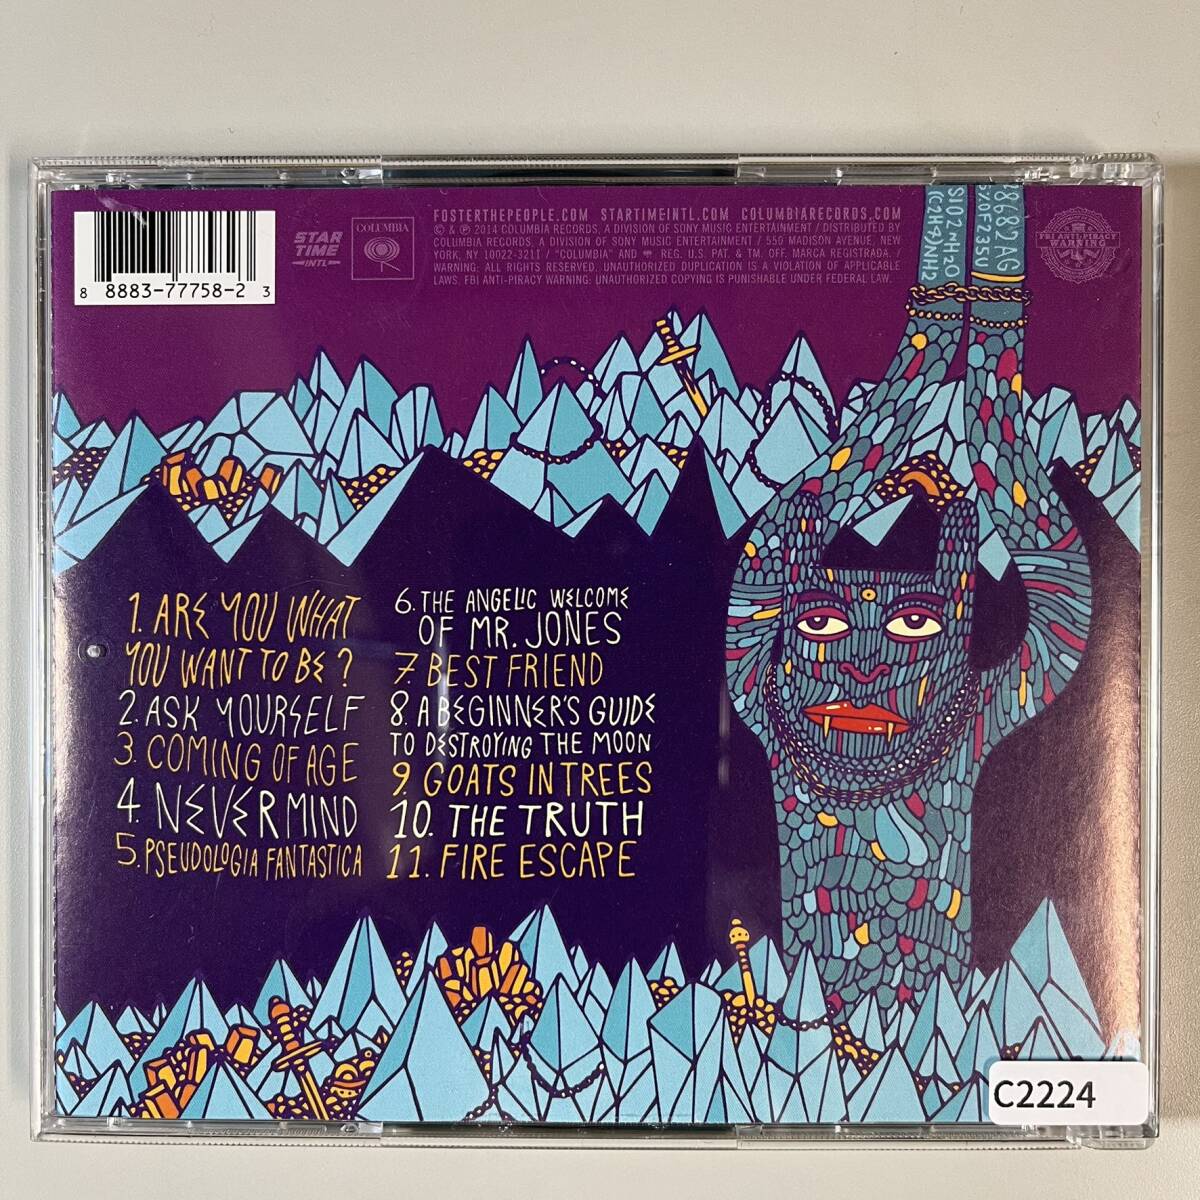 8 8883-77758-2 3
STAR
TIME
INTL
COLUMBIA
FOSTERTHEPEOPLE.COM STARTIMEINTL.COM COLUMBIARECORDS.COM
© & ℗ 2014 COLUMBIA RECORDS, A DIVISION OF SONY MUSIC ENTERTAINMENT / DISTRIBUTED BY
COLUMBIA RECORDS, A DIVISION OF SONY MUSIC ENTERTAINMENT / 550 MADISON AVENUE, NEW
YORK, NY 10022-3211 / "COLUMBIA" AND REG. U.S. PAT. & TM. OFF. MARCA REGISTRADA. /
WARNING: ALL RIGHTS RESERVED. UNAUTHORIZED DUPLICATION IS A VIOLATION OF APPLICABLE
LAWS. FBI ANTI-PIRACY WARNING: UNAUTHORIZED COPYING IS PUNISHABLE UNDER FEDERAL LAW.
FBI ANTI-PIRACY
WARNING
1. ARE YOU WHAT
YOU WANT TO BE?
2. ASK YOURSELF
3. COMING OF AGE
4. NEVERMIND
5. PSEUDOLOGIA FANTASTICA
6. THE ANGELIC WELCOME
OF MR. JONES
7. BEST FRIEND
8. A BEGINNER'S GUIDE
TO DESTROYING THE MOON
9. GOATS IN TREES
10. THE TRUTH
11. FIRE ESCAPE
C2224